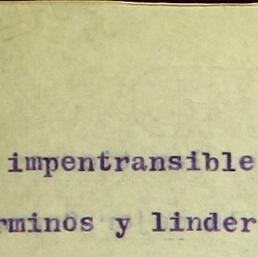 impentransible
rminos y linder